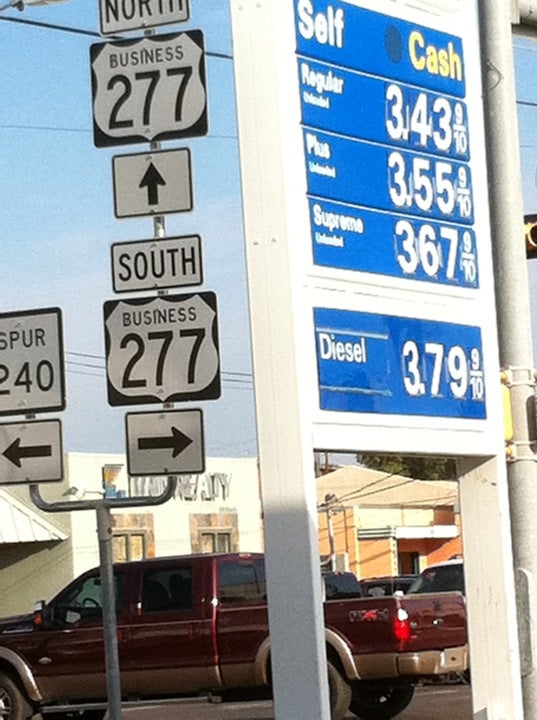 NORTH
BUSINESS
277
SOUTH
BUSINESS
277
SPUR
240
Self
Cash
Regular
Unleaded
3.43 9/10
Plus
Unleaded
3.55 9/10
Supreme
Unleaded
3.67 9/10
Diesel
3.79 9/10